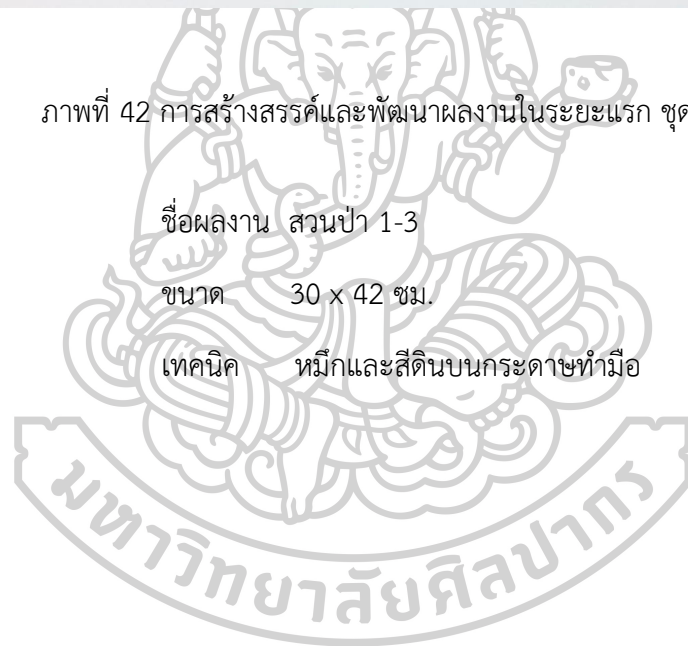 ภาพที่ 42 การสร้างสรรค์และพัฒนาผลงานในระยะแรก ชุด
ชื่อผลงาน สวนป่า 1-3
ขนาด 30 x 42 ซม.
เทคนิค หมึกและสีดินบนกระดาษทำมือ
มหาวิทยาลัยศิลปากร